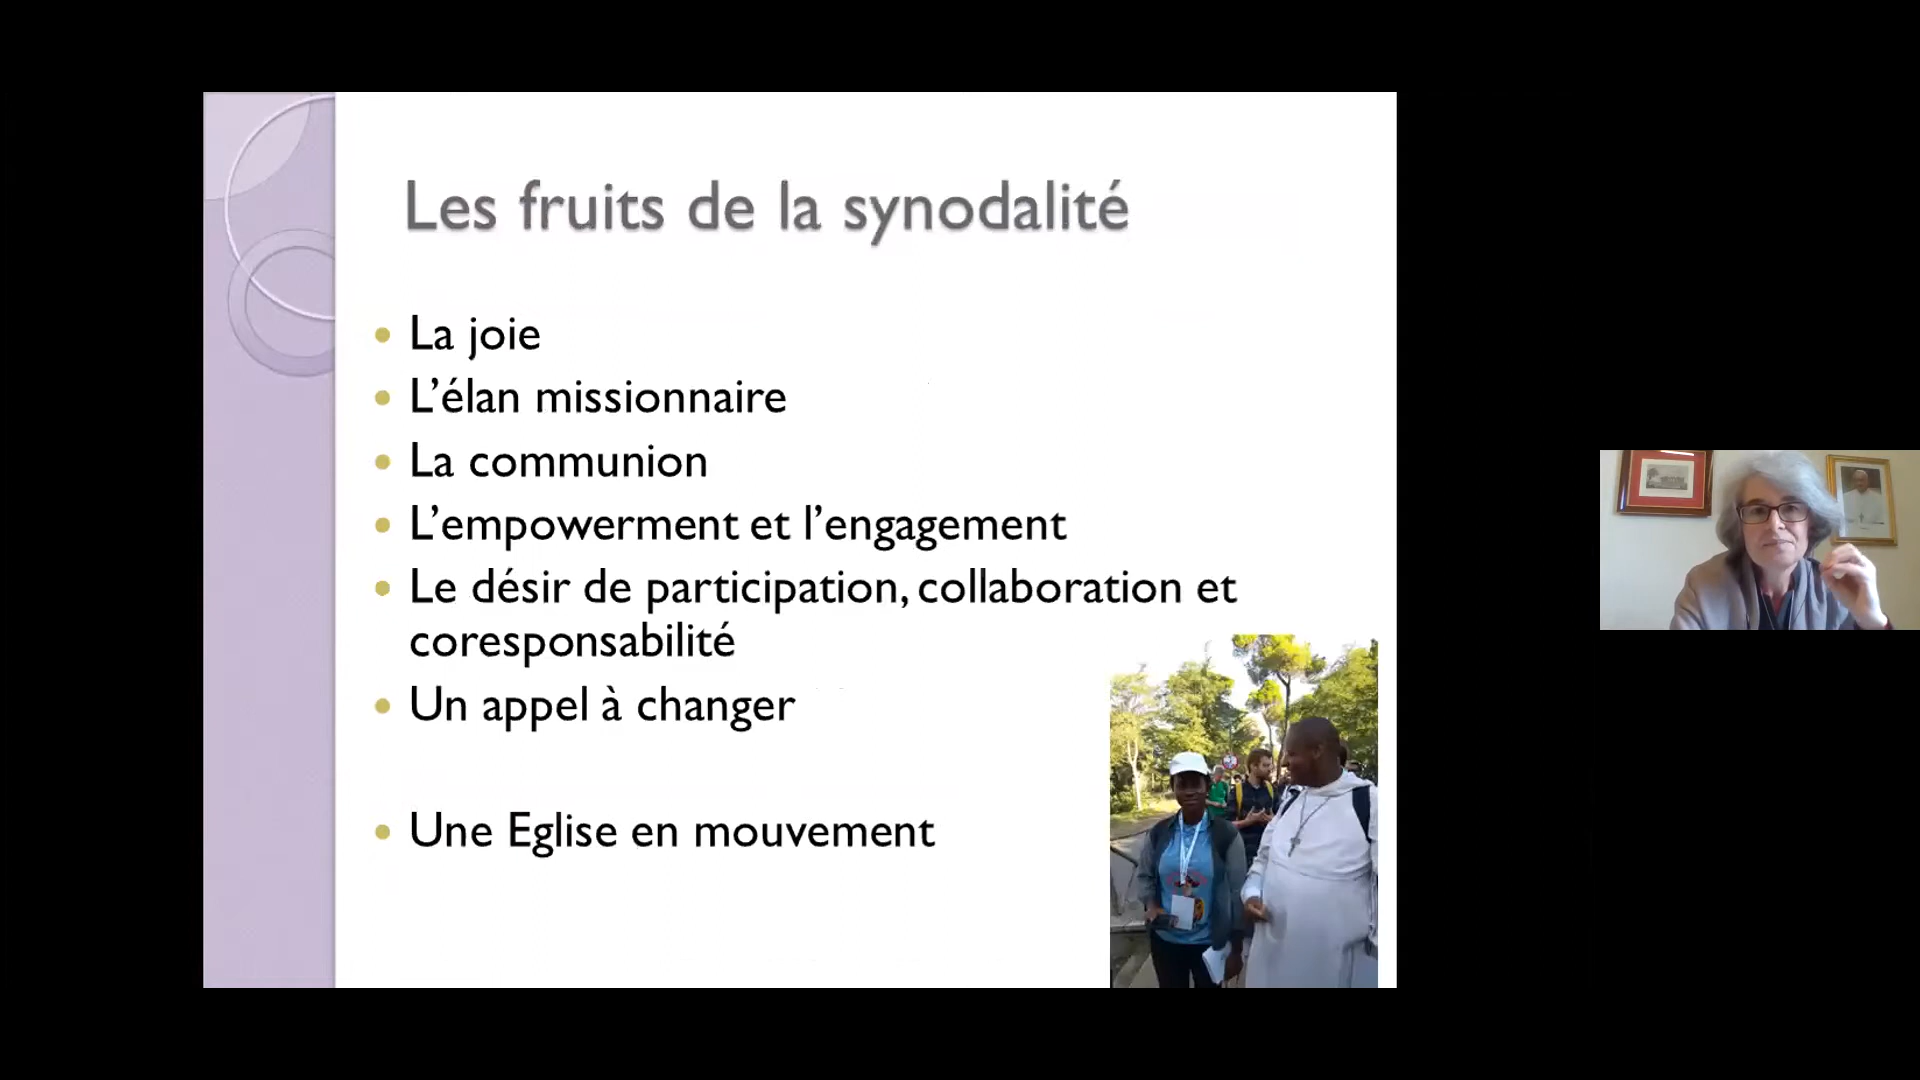 Les fruits de la synodalité
La joie
L’élan missionnaire
La communion
L’empowerment et l’engagement
Le désir de participation, collaboration et
coresponsabilité
Un appel à changer
Une Eglise en mouvement